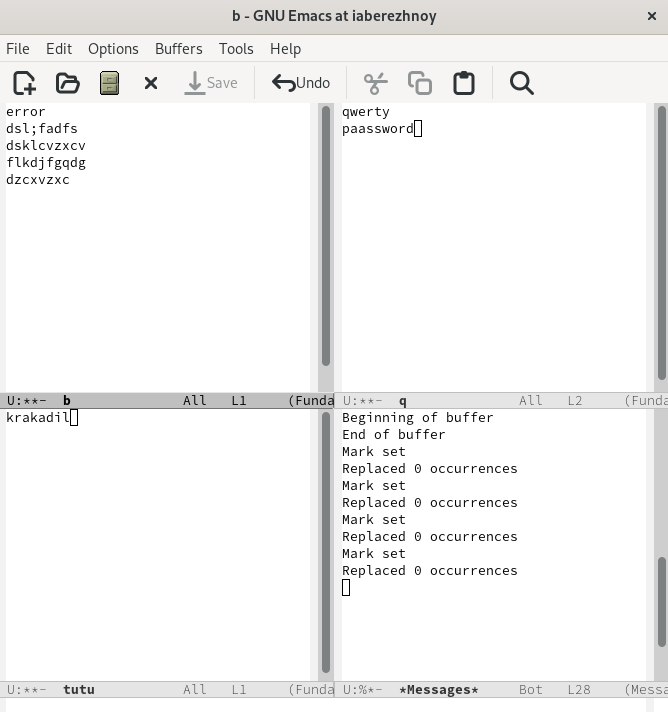 b - GNU Emacs at iaberezhnoy
×
File Edit Options Buffers Tools Help
Save
Undo
error
dsl;fadfs
dsklcvzxcv
flkdjfgqdg
dzcxvzxc
U:**- b All L1 (Funda
qwerty
paassword
U:**- q All L2 (Funda
krakadil
U:**- tutu All L1 (Funda
Beginning of buffer
End of buffer
Mark set
Replaced 0 occurrences
Mark set
Replaced 0 occurrences
Mark set
Replaced 0 occurrences
Mark set
Replaced 0 occurrences
U:%*- *Messages* Bot L28 (Messa